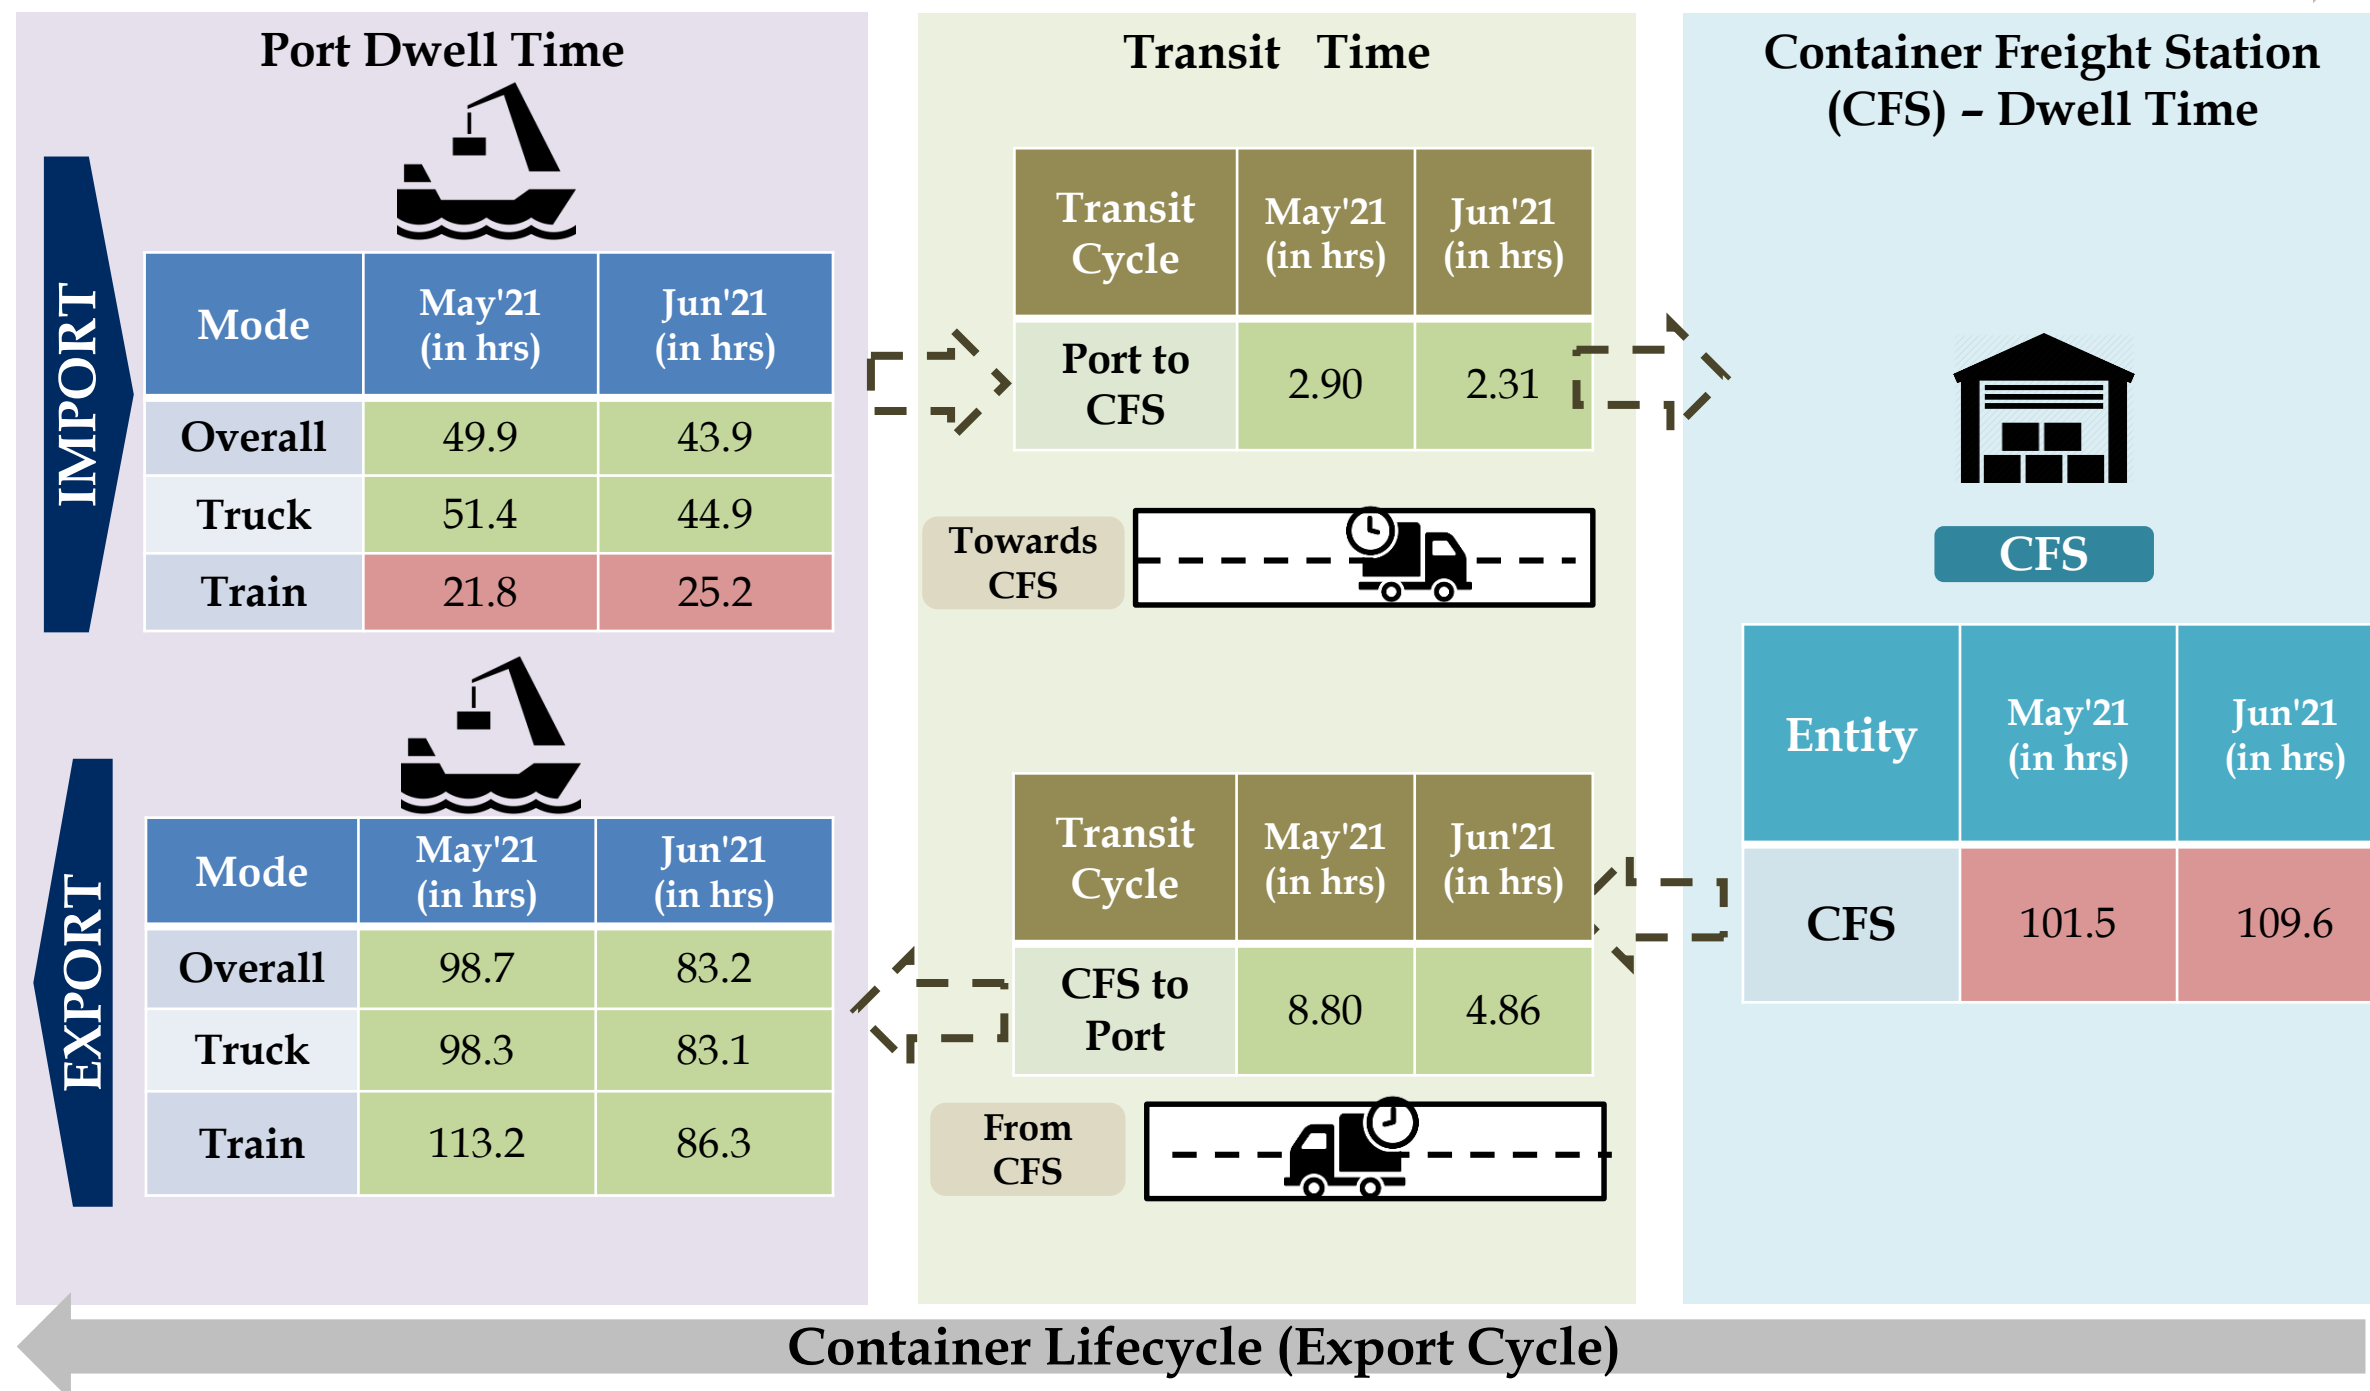 Port Dwell Time
IMPORT
Mode May'21 (in hrs) Jun'21 (in hrs)
Overall 49.9 43.9
Truck 51.4 44.9
Train 21.8 25.2
EXPORT
Mode May'21 (in hrs) Jun'21 (in hrs)
Overall 98.7 83.2
Truck 98.3 83.1
Train 113.2 86.3
Transit Time
Transit Cycle May'21 (in hrs) Jun'21 (in hrs)
Port to CFS 2.90 2.31
Towards
CFS
Transit Cycle May'21 (in hrs) Jun'21 (in hrs)
CFS to Port 8.80 4.86
From
CFS
Container Freight Station
(CFS) – Dwell Time
CFS
Entity May'21 (in hrs) Jun'21 (in hrs)
CFS 101.5 109.6
Container Lifecycle (Export Cycle)